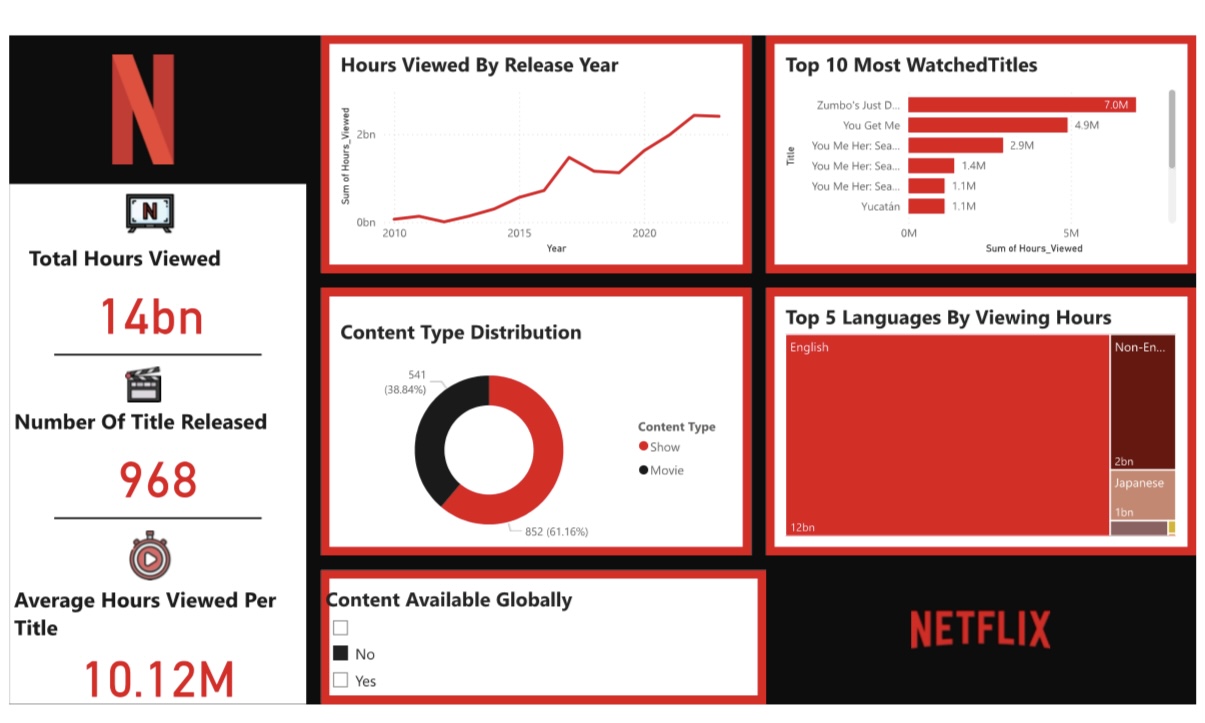 N
N
Total Hours Viewed
14bn
Number Of Title Released
968
Average Hours Viewed Per
Title
10.12M
Hours Viewed By Release Year
Sum of Hours_Viewed
2bn
0bn
2010 2015 2020
Year
Top 10 Most WatchedTitles
Title
Zumbo's Just D... 7.0M
You Get Me 4.9M
You Me Her: Sea... 2.9M
You Me Her: Sea... 1.4M
You Me Her: Sea... 1.1M
Yucatán 1.1M
0M 5M
Sum of Hours_Viewed
Content Type Distribution
541
(38.84%)
852 (61.16%)
Content Type
Show
Movie
Top 5 Languages By Viewing Hours
English
12bn
Non-En...
2bn
Japanese
1bn
Content Available Globally
No
Yes
NETFLIX